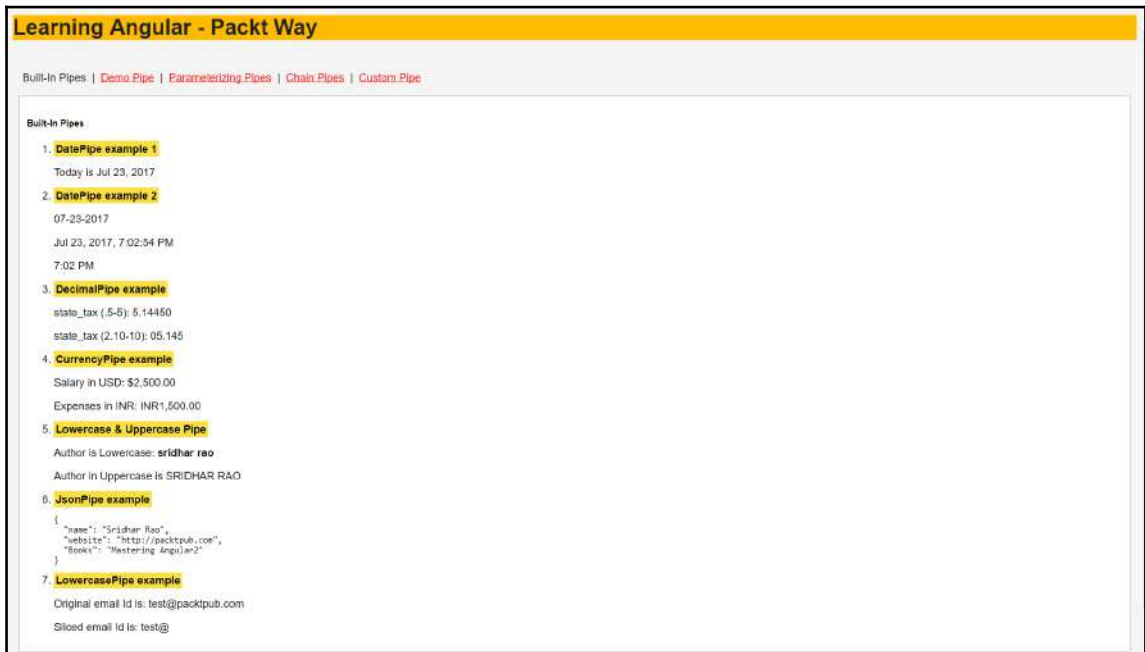 Learning Angular - Packt Way
Built-In Pipes | Demo Pipe | Parameterizing Pipes | Chain Pipes | Custom Pipe
Built-In Pipes
1. DatePipe example 1
Today is Jul 23, 2017
2. DatePipe example 2
07-23-2017
Jul 23, 2017, 7:02:54 PM
7:02 PM
3. DecimalPipe example
state_tax (.5-5): 5.14450
state_tax (2.10-10): 05.145
4. CurrencyPipe example
Salary in USD: $2,500.00
Expenses in INR: INR1,500.00
5. Lowercase & Uppercase Pipe
Author is Lowercase: sridhar rao
Author in Uppercase is SRIDHAR RAO
6. JsonPipe example
{
"name": "Sridhar Rao",
"website": "http://packtpub.com",
"Books": "Mastering Angular2"
}
7. LowercasePipe example
Original email Id is: test@packtpub.com
Sliced email Id is: test@